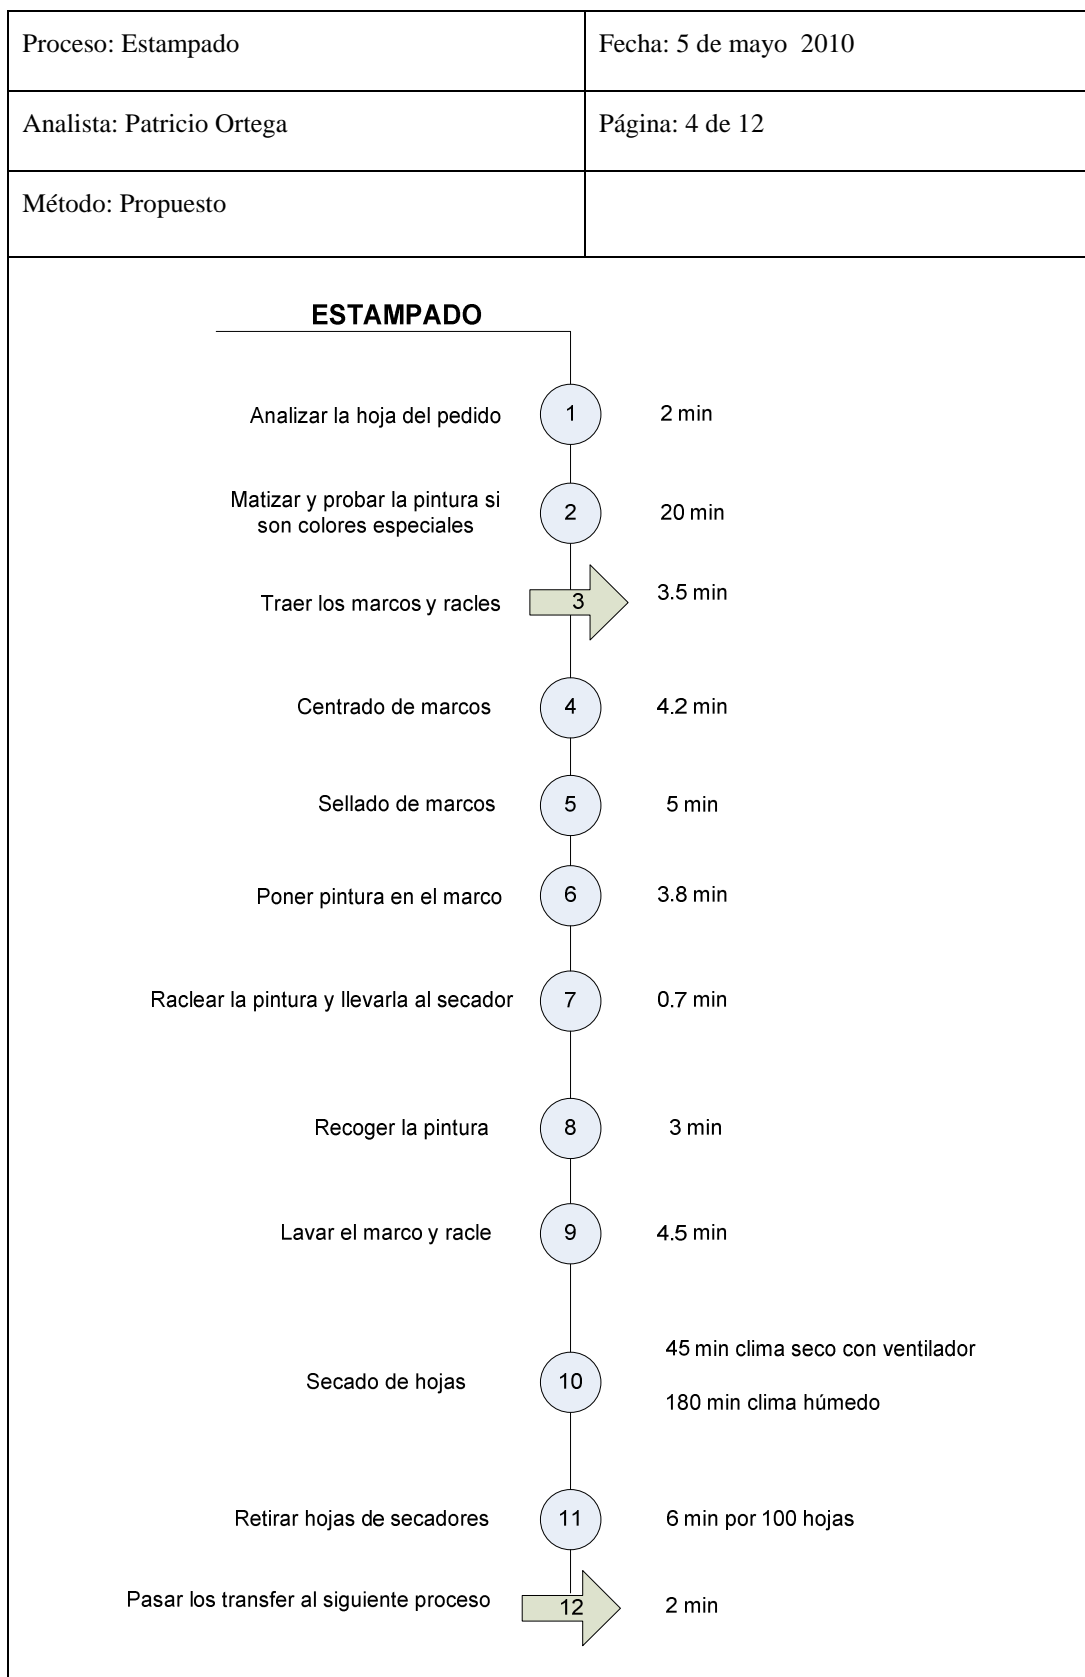 Proceso: Estampado
Fecha: 5 de mayo  2010
Analista: Patricio Ortega
Página: 4 de 12
Método: Propuesto
ESTAMPADO
Analizar la hoja del pedido
1
2 min
Matizar y probar la pintura si
son colores especiales
2
20 min
Traer los marcos y racles
3
3.5 min
Centrado de marcos
4
4.2 min
Sellado de marcos
5
5 min
Poner pintura en el marco
6
3.8 min
Raclear la pintura y llevarla al secador
7
0.7 min
Recoger la pintura
8
3 min
Lavar el marco y racle
9
4.5 min
Secado de hojas
10
45 min clima seco con ventilador
180 min clima húmedo
Retirar hojas de secadores
11
6 min por 100 hojas
Pasar los transfer al siguiente proceso
12
2 min